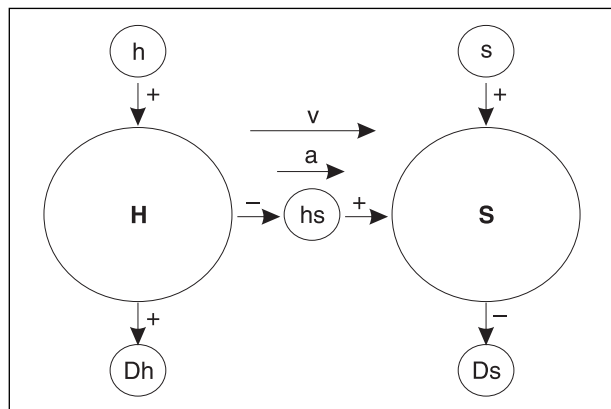 h s
+ +
v
a
H − hs + S
+ −
Dh Ds